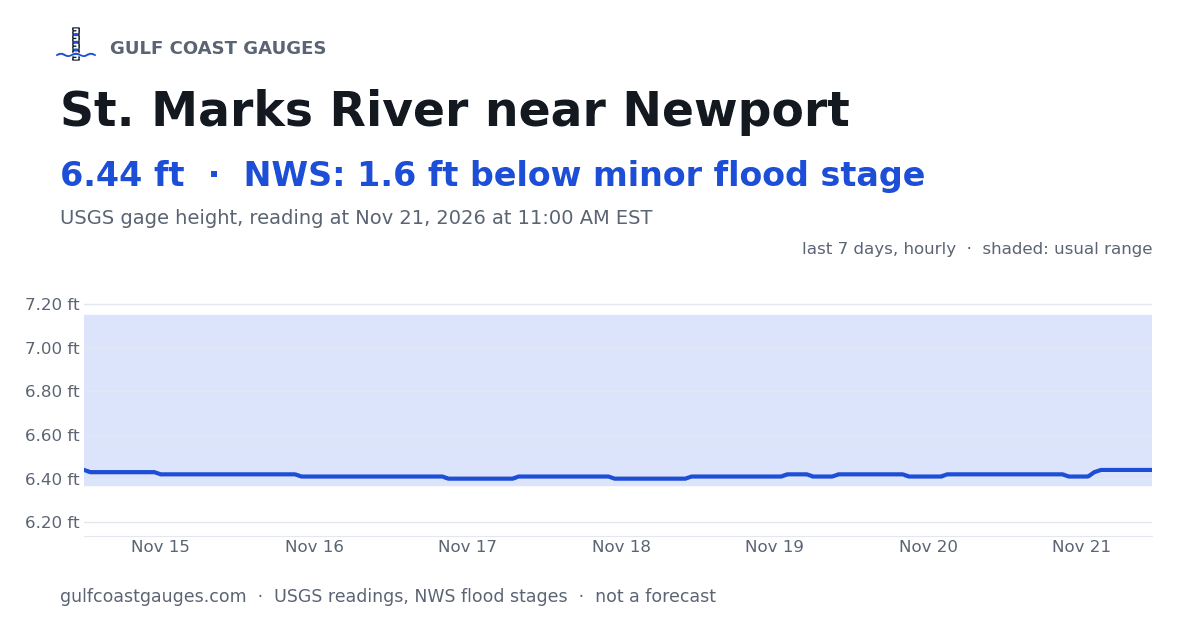 GULF COAST GAUGES
St. Marks River near Newport
6.44 ft · NWS: 1.6 ft below minor flood stage
USGS gage height, reading at Nov 21, 2026 at 11:00 AM EST
last 7 days, hourly · shaded: usual range
7.20 ft
7.00 ft
6.80 ft
6.60 ft
6.40 ft
6.20 ft
Nov 15 Nov 16 Nov 17 Nov 18 Nov 19 Nov 20 Nov 21
gulfcoastgauges.com · USGS readings, NWS flood stages · not a forecast